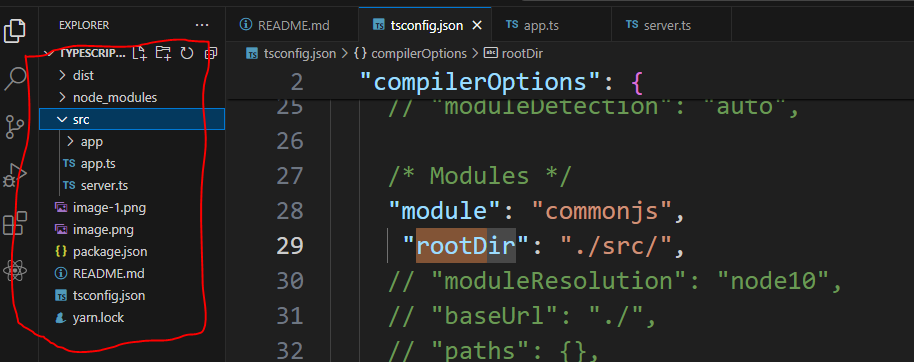 EXPLORER
TYPESCRIP...
dist
node_modules
src
app
TS app.ts
TS server.ts
image-1.png
image.png
{} package.json
README.md
tsconfig.json
yarn.lock
README.md
tsconfig.json
TS app.ts
TS server.ts
tsconfig.json > {} compilerOptions > rootDir
2 "compilerOptions": {
25 // "moduleDetection": "auto",
26
27 /* Modules */
28 "module": "commonjs",
29 "rootDir": "./src/",
30 // "moduleResolution": "node10",
31 // "baseUrl": "./",
32 // "paths": {},